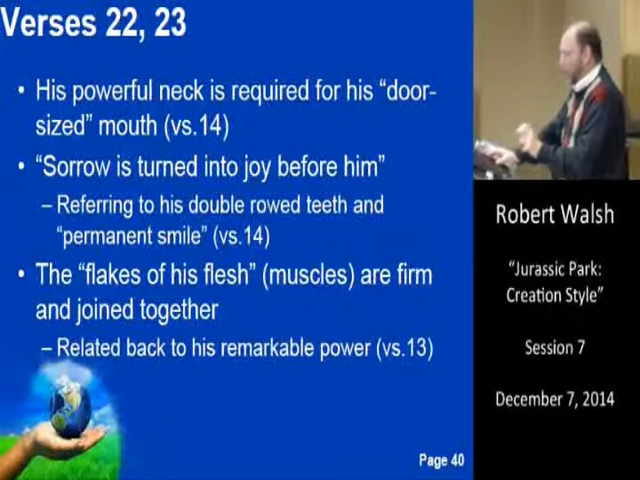 Verses 22, 23
• His powerful neck is required for his "door-
sized" mouth (vs.14)
• "Sorrow is turned into joy before him"
– Referring to his double rowed teeth and
"permanent smile" (vs.14)
• The "flakes of his flesh" (muscles) are firm
and joined together
– Related back to his remarkable power (vs.13)
Page 40
Robert Walsh
"Jurassic Park:
Creation Style"
Session 7
December 7, 2014